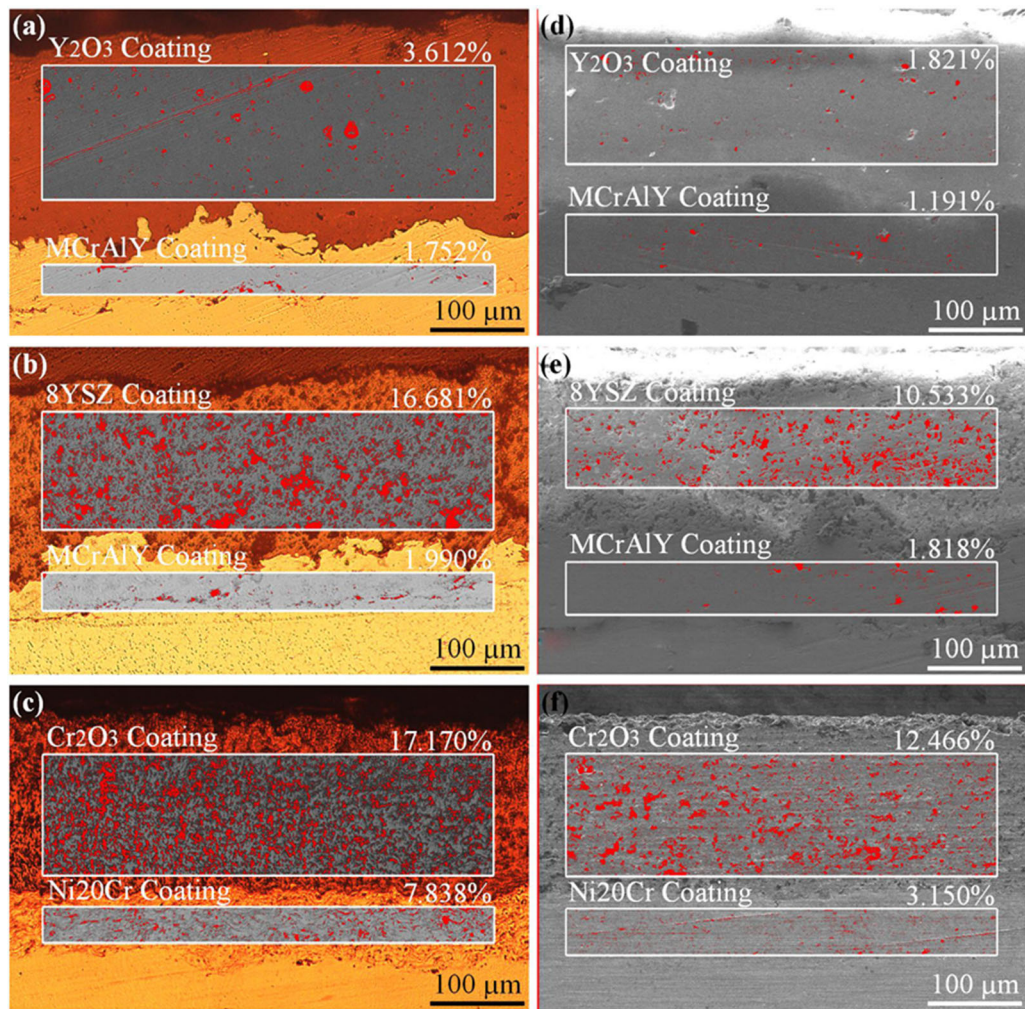 (a)
Y2O3 Coating 3.612%
MCrAlY Coating 1.752%
100 μm
(b)
8YSZ Coating 16.681%
MCrAlY Coating 1.990%
100 μm
(c)
Cr2O3 Coating 17.170%
Ni20Cr Coating 7.838%
100 μm
(d)
Y2O3 Coating 1.821%
MCrAlY Coating 1.191%
100 μm
(e)
8YSZ Coating 10.533%
MCrAlY Coating 1.818%
100 μm
(f)
Cr2O3 Coating 12.466%
Ni20Cr Coating 3.150%
100 μm